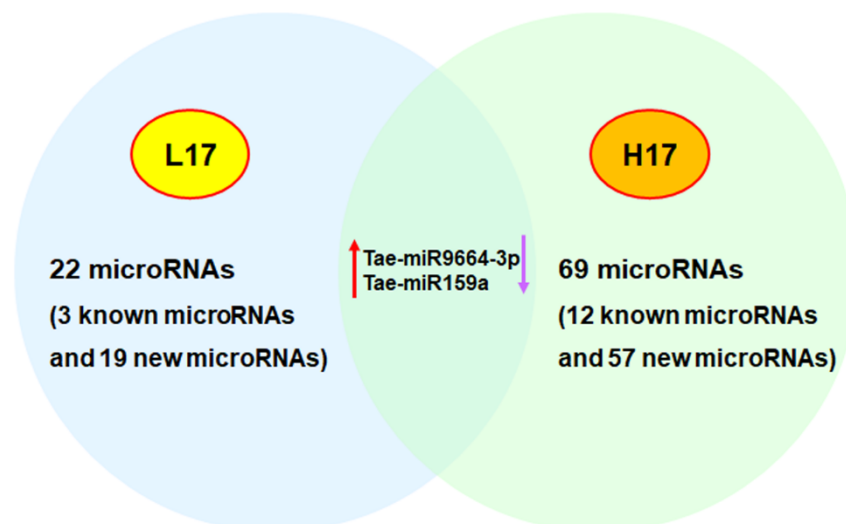 L17
H17
22 microRNAs
(3 known microRNAs
and 19 new microRNAs)
Tae-miR9664-3p
Tae-miR159a
69 microRNAs
(12 known microRNAs
and 57 new microRNAs)